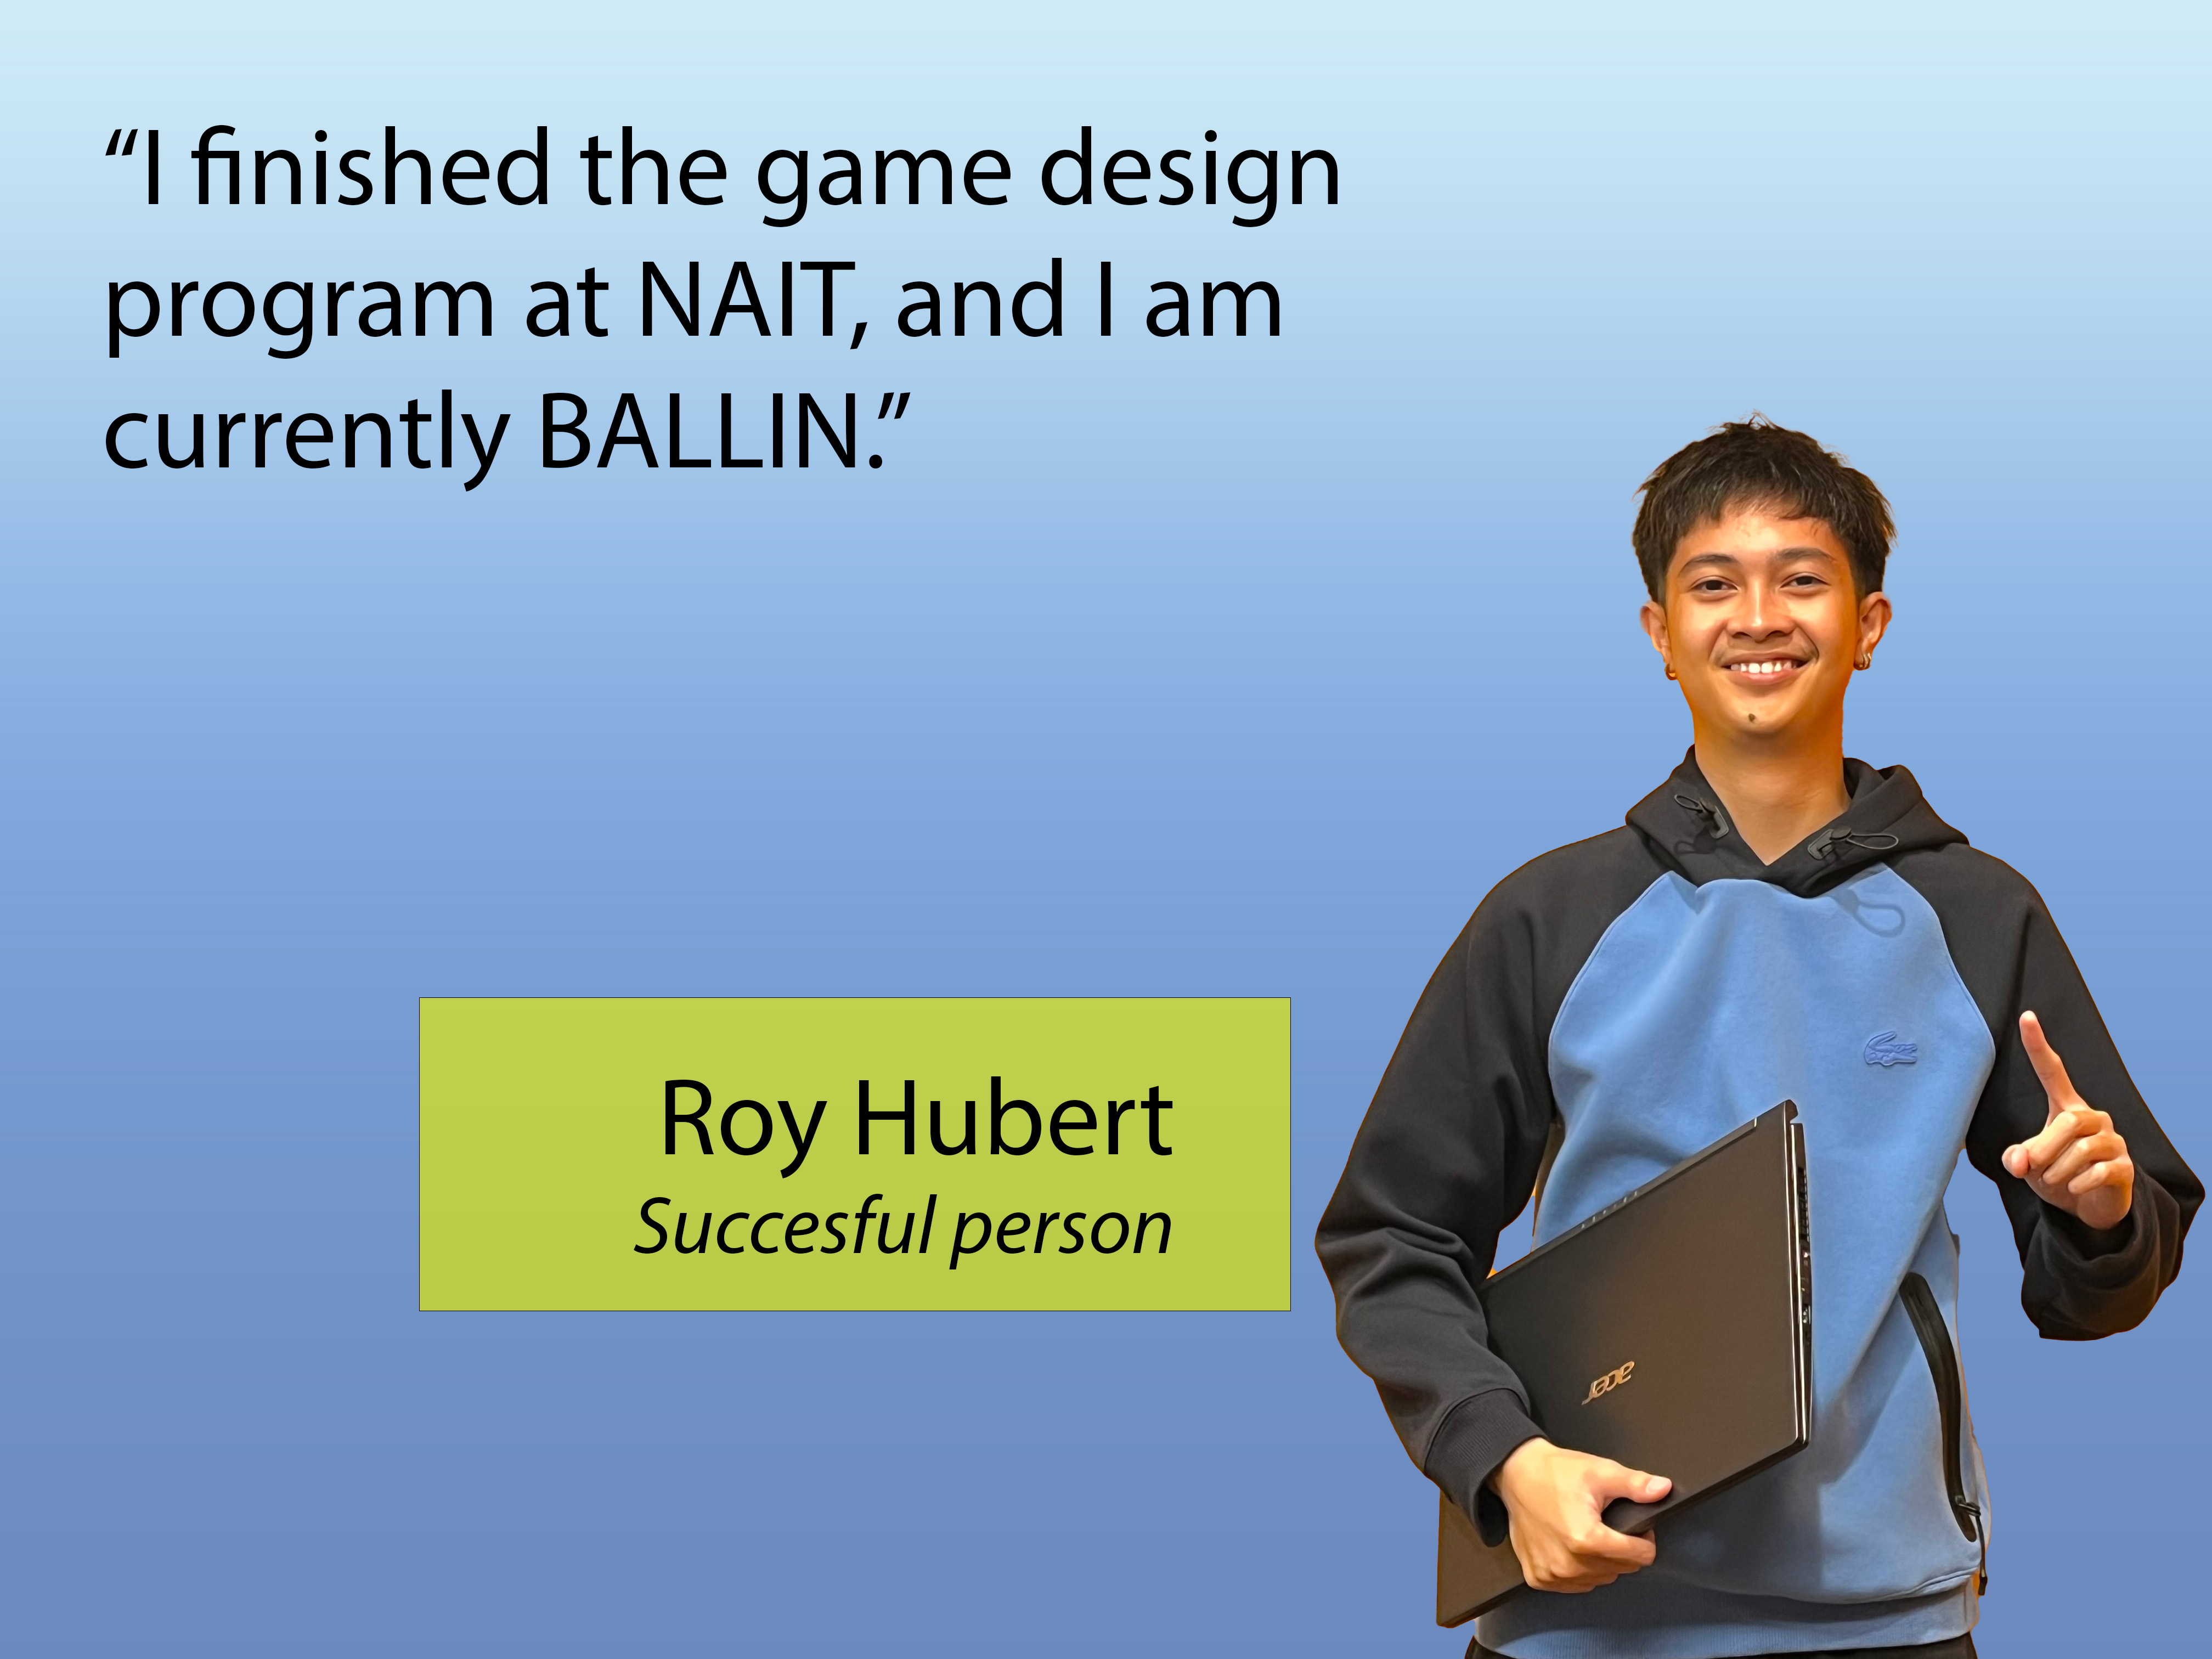 “I finished the game design
program at NAIT, and I am
currently BALLIN.”
Roy Hubert
Succesful person
acer